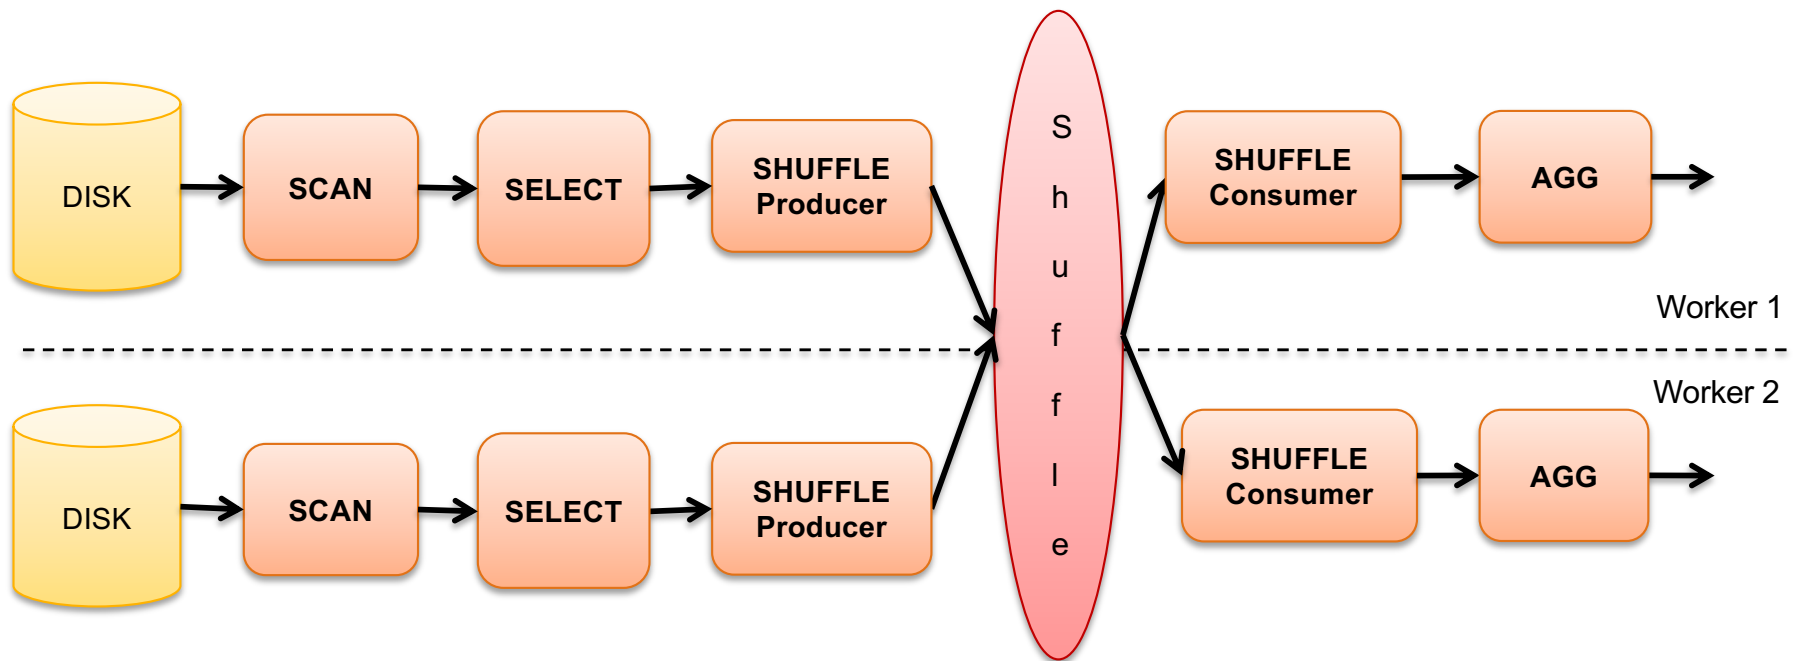 DISK
SCAN
SELECT
SHUFFLE
Producer
S
h
u
f
f
l
e
SHUFFLE
Consumer
AGG
Worker 1
Worker 2
DISK
SCAN
SELECT
SHUFFLE
Producer
SHUFFLE
Consumer
AGG